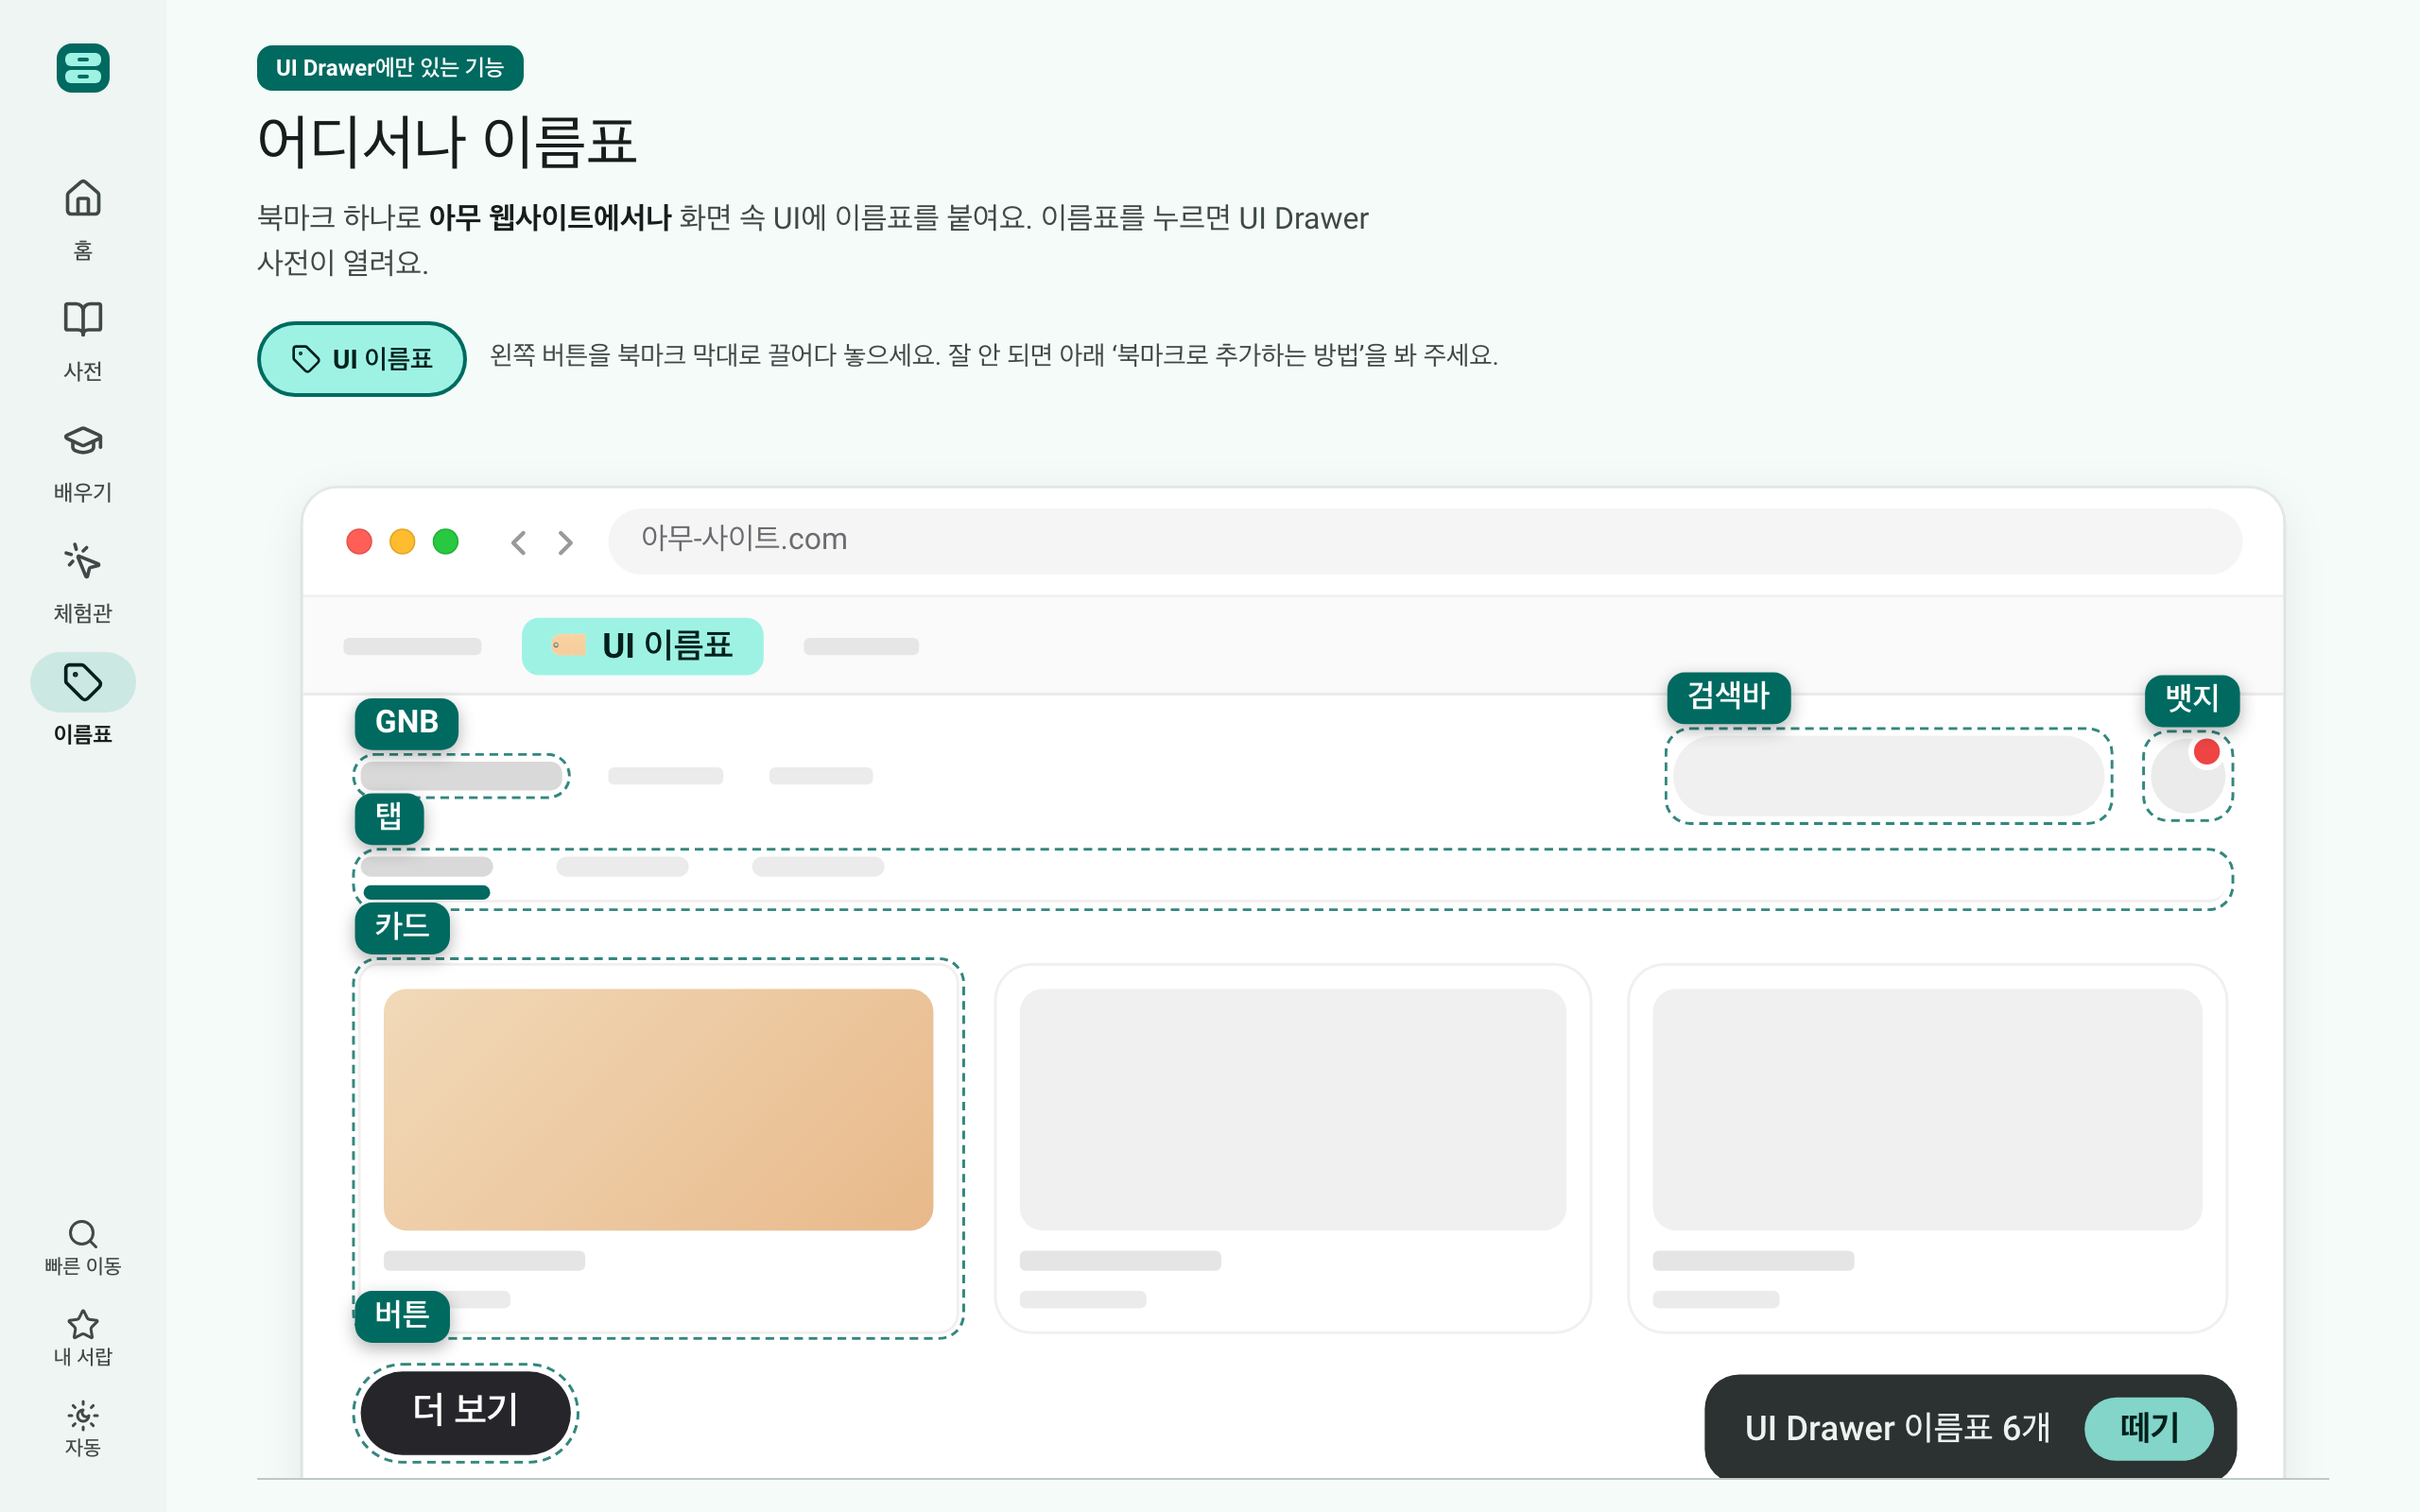 홈
사전
배우기
체험관
이름표
빠른 이동
내 서랍
자동
UI Drawer에만 있는 기능
어디서나 이름표
북마크 하나로 아무 웹사이트에서나 화면 속 UI에 이름표를 붙여요. 이름표를 누르면 UI Drawer
사전이 열려요.
UI 이름표
왼쪽 버튼을 북마크 막대로 끌어다 놓으세요. 잘 안 되면 아래 ‘북마크로 추가하는 방법’을 봐 주세요.
아무-사이트.com
UI 이름표
GNB
검색바
뱃지
탭
카드
버튼
더 보기
UI Drawer 이름표 6개
떼기